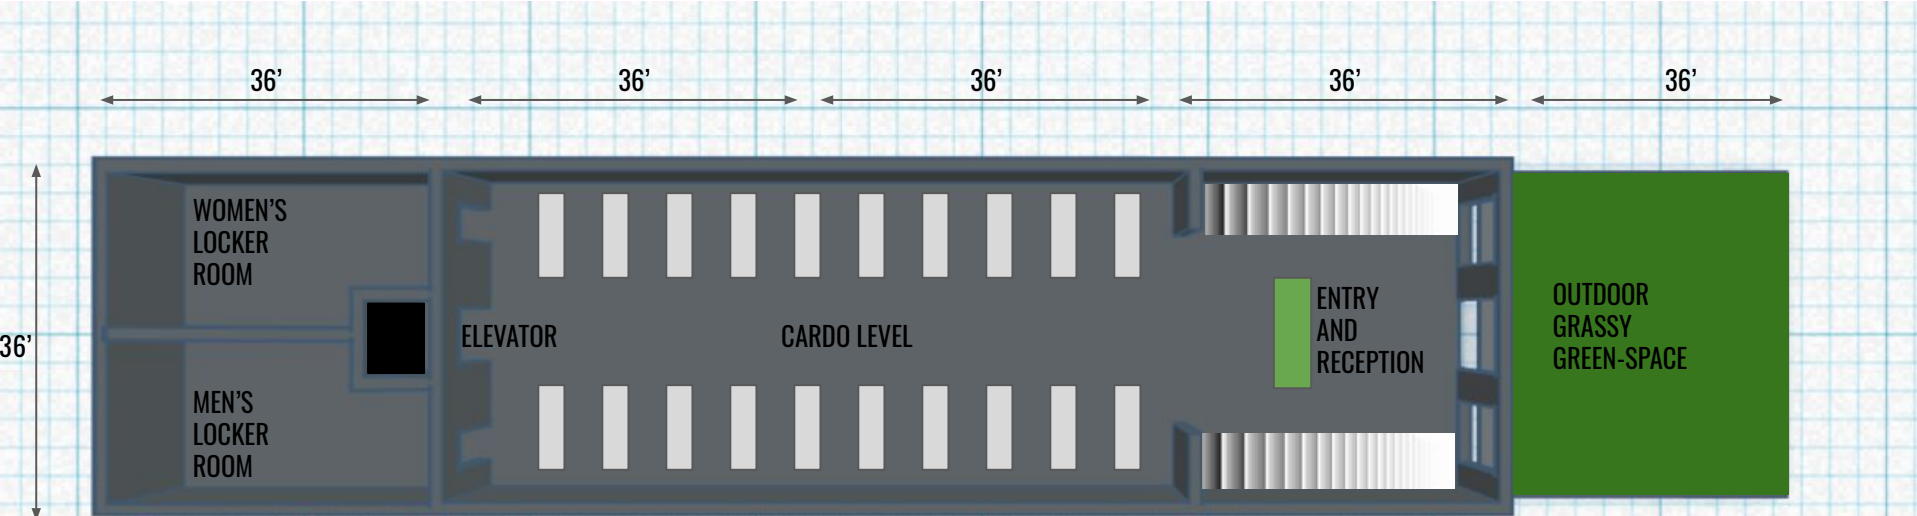 36’
36’
36’
36’
36’
36’
WOMEN’S
LOCKER
ROOM
MEN’S
LOCKER
ROOM
ELEVATOR
CARDO LEVEL
ENTRY
AND
RECEPTION
OUTDOOR
GRASSY
GREEN-SPACE